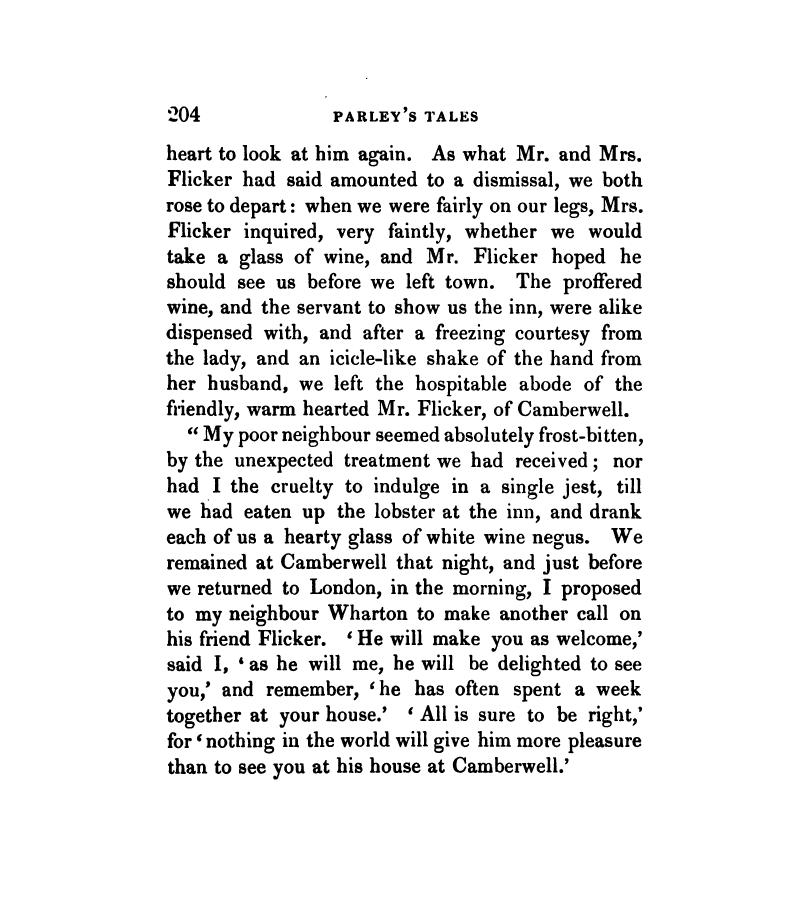 204 PARLEY'S TALES
heart to look at him again. As what Mr. and Mrs.
Flicker had said amounted to a dismissal, we both
rose to depart: when we were fairly on our legs, Mrs.
Flicker inquired, very faintly, whether we would
take a glass of wine, and Mr. Flicker hoped he
should see us before we left town. The proffered
wine, and the servant to show us the inn, were alike
dispensed with, and after a freezing courtesy from
the lady, and an icicle-like shake of the hand from
her husband, we left the hospitable abode of the
friendly, warm hearted Mr. Flicker, of Camberwell.
“ My poor neighbour seemed absolutely frost-bitten,
by the unexpected treatment we had received; nor
had I the cruelty to indulge in a single jest, till
we had eaten up the lobster at the inn, and drank
each of us a hearty glass of white wine negus. We
remained at Camberwell that night, and just before
we returned to London, in the morning, I proposed
to my neighbour Wharton to make another call on
his friend Flicker. ‘ He will make you as welcome,’
said I, ‘ as he will me, he will be delighted to see
you,’ and remember, ‘ he has often spent a week
together at your house.’ ‘ All is sure to be right,’
for ‘ nothing in the world will give him more pleasure
than to see you at his house at Camberwell.’